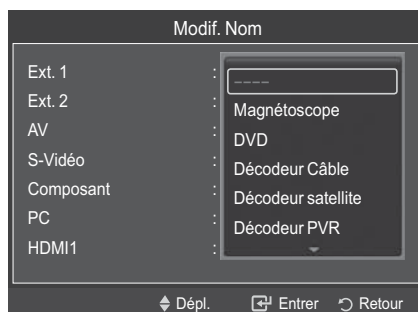 Modif. Nom
Ext. 1 : ----
Ext. 2 : Magnétoscope
AV : DVD
S-Vidéo : Décodeur Câble
Composant : Décodeur satellite
PC : Décodeur PVR
HDMI1 :
Dépl. Entrer Retour